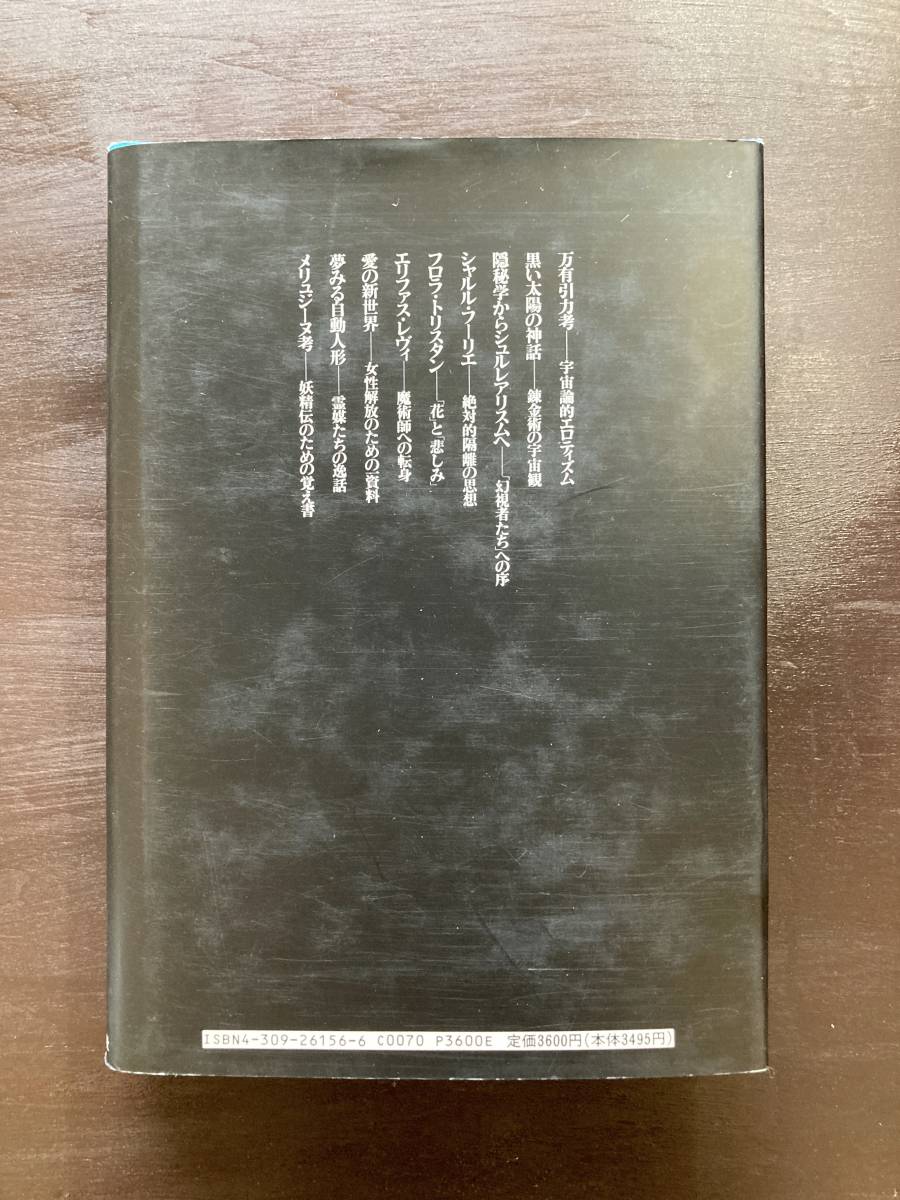 万有引力考——宇宙論的エロティズム
黒い太陽の神話——錬金術の宇宙観
隠秘学からシュルレアリスムへ——「幻視者たち」への序
シャルル・フーリエ——絶対的隔離の思想
フロラ・トリスタン——「花」と「悲しみ」
エリファス・レヴィ——魔術師への転身
愛の新世界——女性解放のための一資料
夢みる自動人形——霊媒たちの逸話
メリュジーヌ考——妖精伝のための覚え書
ISBN4-309-26156-6 C0070 P3600E 定価3600円(本体3495円)